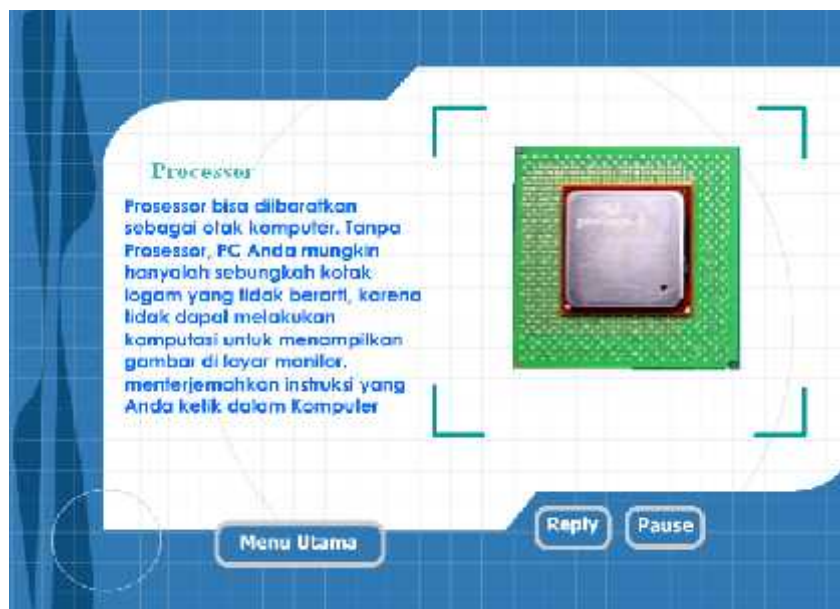 Processor
Prosessor bisa diibaratkan
sebagai otak komputer. Tanpa
Prosessor, PC Anda mungkin
hanyalah sebungkah kotak
logam yang tidak berarti, karena
tidak dapat melakukan
komputasi untuk menampilkan
gambar di layar monitor,
menterjemahkan instruksi yang
Anda ketik dalam Komputer
Menu Utama
Reply
Pause